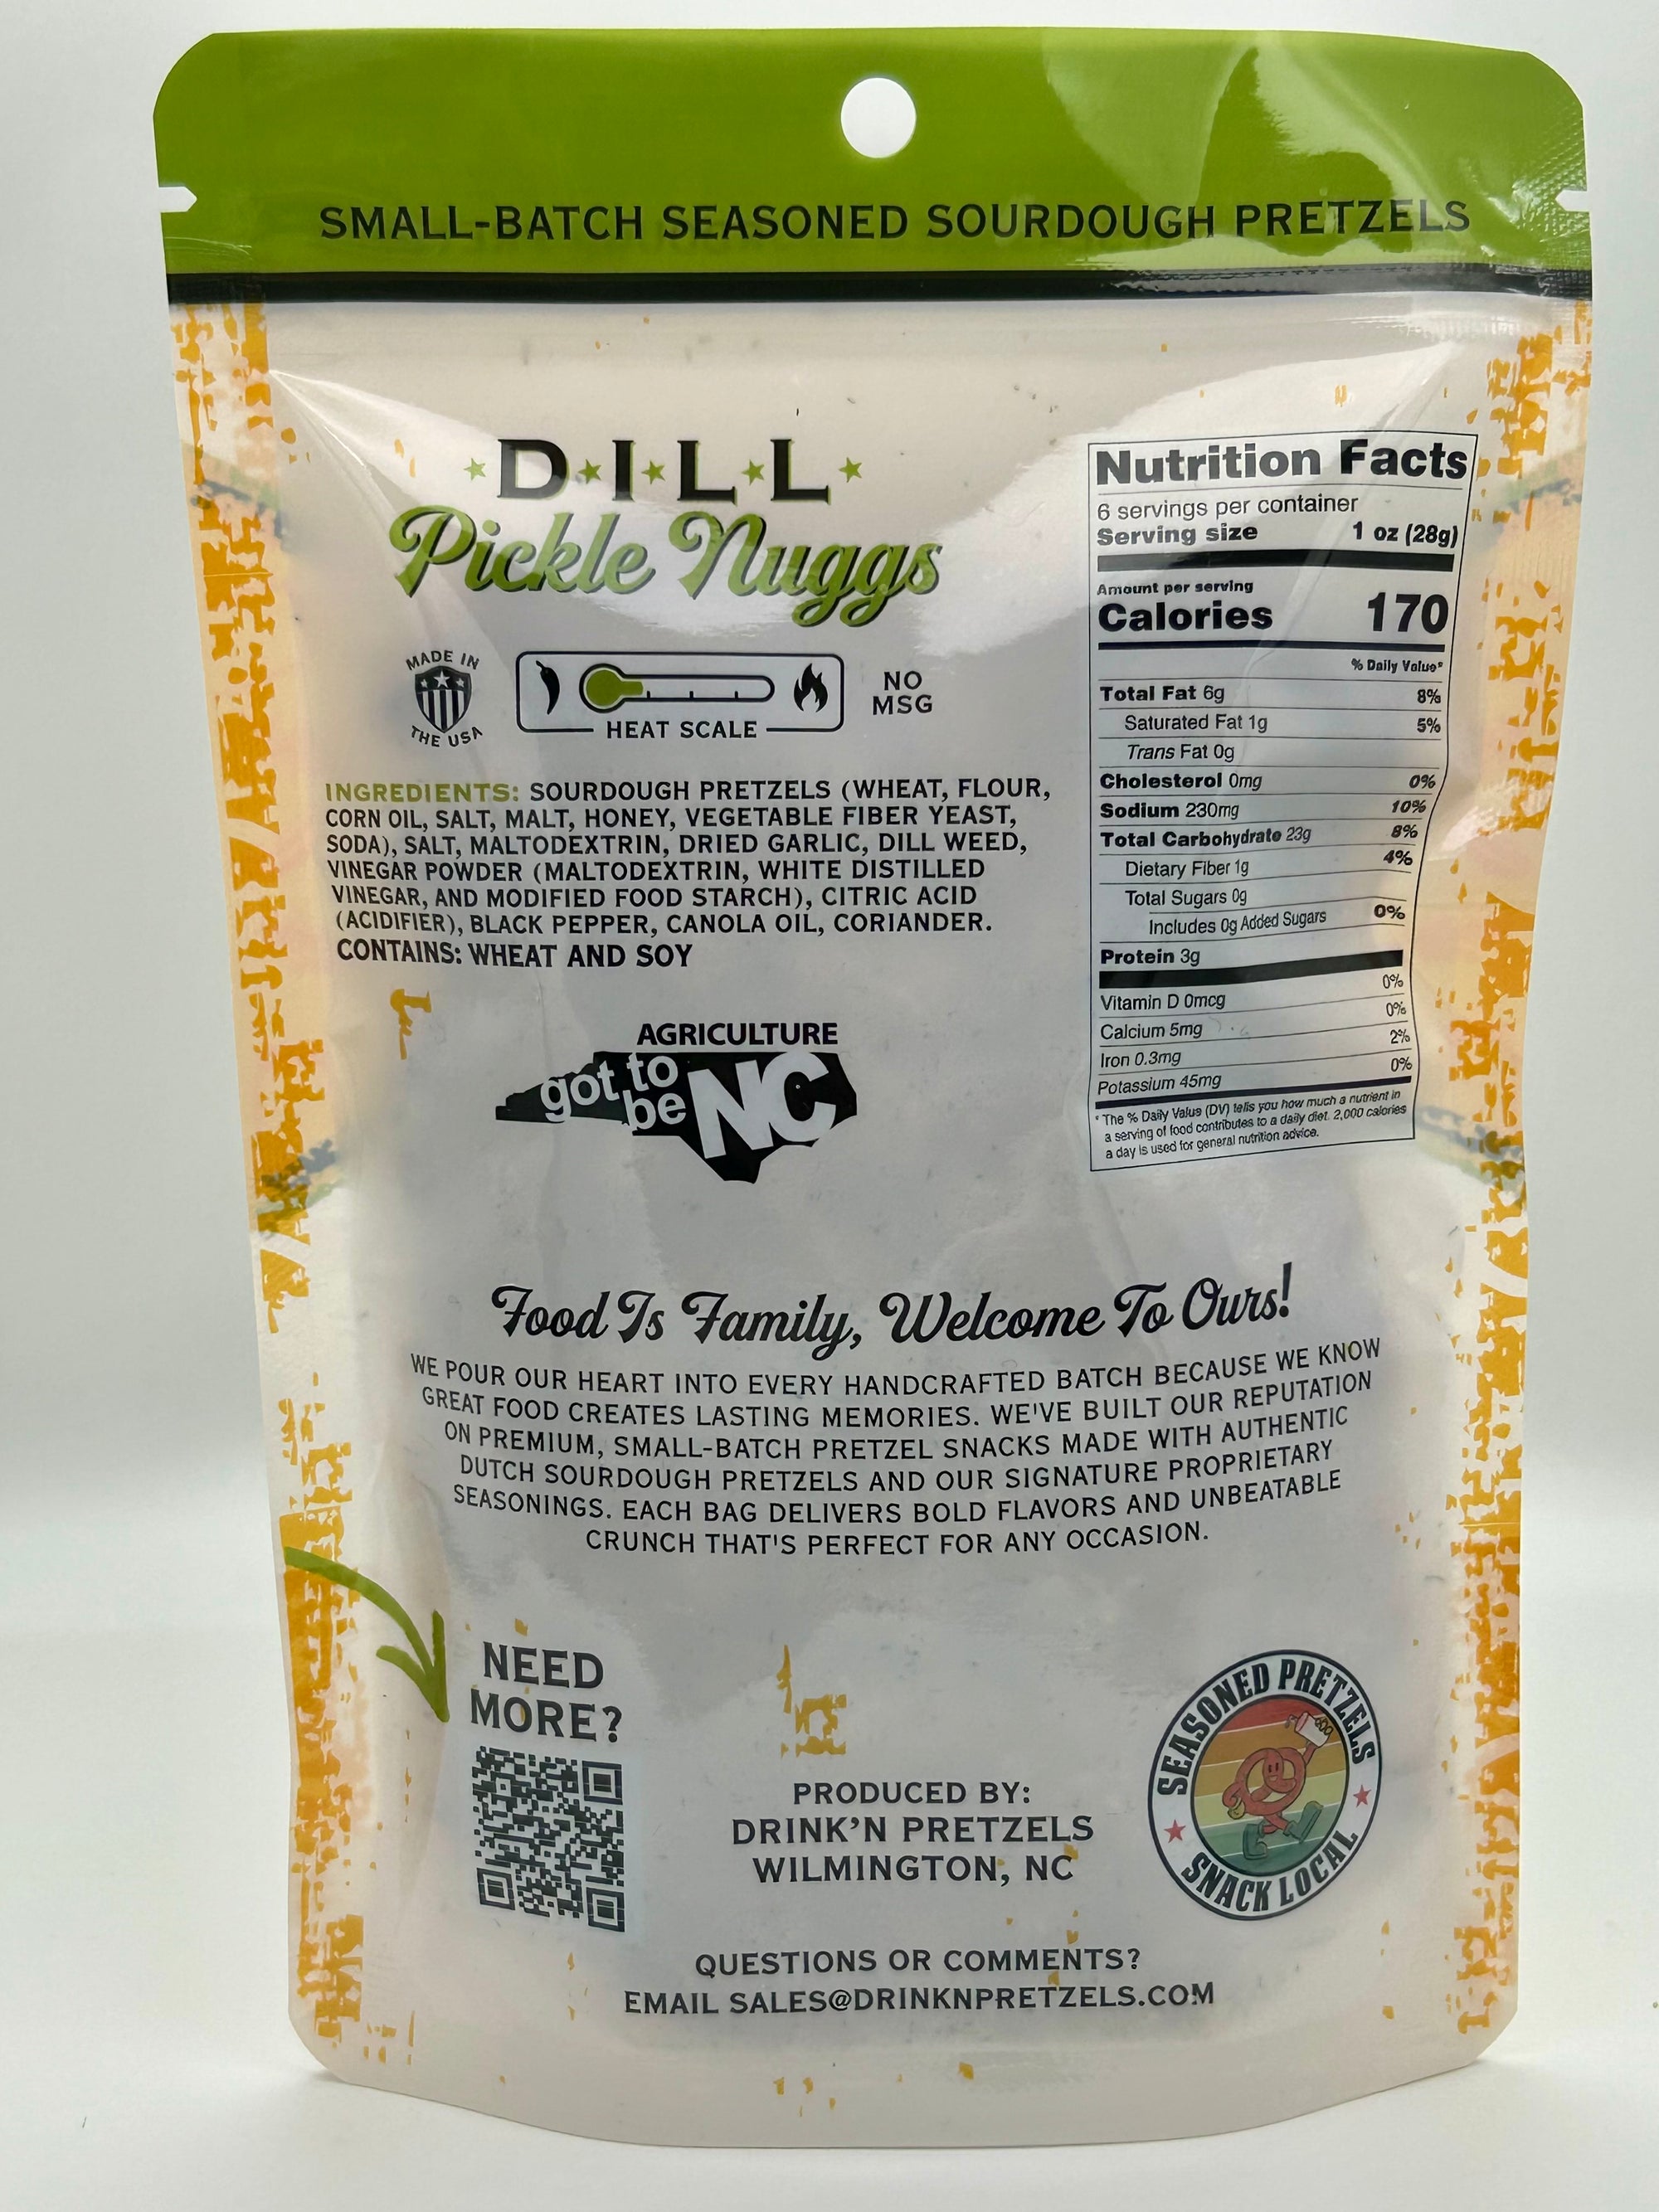 SMALL-BATCH SEASONED SOURDOUGH PRETZELS
D·I·L·L
Pickle Nuggs
MADE IN
THE USA
HEAT SCALE
NO
MSG
INGREDIENTS: SOURDOUGH PRETZELS (WHEAT, FLOUR,
CORN OIL, SALT, MALT, HONEY, VEGETABLE FIBER YEAST,
SODA), SALT, MALTODEXTRIN, DRIED GARLIC, DILL WEED,
VINEGAR POWDER (MALTODEXTRIN, WHITE DISTILLED
VINEGAR, AND MODIFIED FOOD STARCH), CITRIC ACID
(ACIDIFIER), BLACK PEPPER, CANOLA OIL, CORIANDER.
CONTAINS: WHEAT AND SOY
AGRICULTURE
got to
be NC
Nutrition Facts
6 servings per container
Serving size 1 oz (28g)
Amount per serving
Calories 170
% Daily Value*
Total Fat 6g 8%
Saturated Fat 1g 5%
Trans Fat 0g
Cholesterol 0mg 0%
Sodium 230mg 10%
Total Carbohydrate 23g 8%
Dietary Fiber 1g 4%
Total Sugars 0g
Includes 0g Added Sugars 0%
Protein 3g
Vitamin D 0mcg 0%
Calcium 5mg 0%
Iron 0.3mg 2%
Potassium 45mg 0%
* The % Daily Value (DV) tells you how much a nutrient in
a serving of food contributes to a daily diet. 2,000 calories
a day is used for general nutrition advice.
Food Is Family, Welcome To Ours!
WE POUR OUR HEART INTO EVERY HANDCRAFTED BATCH BECAUSE WE KNOW
GREAT FOOD CREATES LASTING MEMORIES. WE'VE BUILT OUR REPUTATION
ON PREMIUM, SMALL-BATCH PRETZEL SNACKS MADE WITH AUTHENTIC
DUTCH SOURDOUGH PRETZELS AND OUR SIGNATURE PROPRIETARY
SEASONINGS. EACH BAG DELIVERS BOLD FLAVORS AND UNBEATABLE
CRUNCH THAT'S PERFECT FOR ANY OCCASION.
NEED
MORE?
PRODUCED BY:
DRINK'N PRETZELS
WILMINGTON, NC
SEASONED PRETZELS
SNACK LOCAL
QUESTIONS OR COMMENTS?
EMAIL SALES@DRINKNPRETZELS.COM